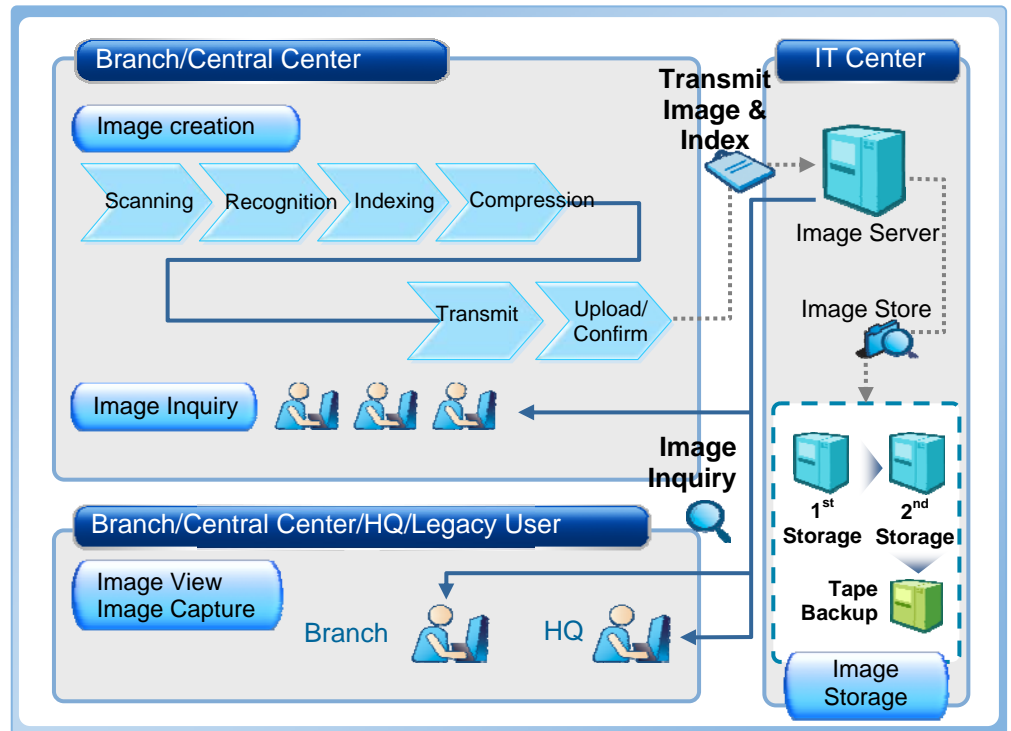 Branch/Central Center
Image creation
Scanning
Recognition
Indexing
Compression
Transmit
Upload/
Confirm
Image Inquiry
Transmit
Image &
Index
Image
Inquiry
IT Center
Image Server
Image Store
1st
Storage
2nd
Storage
Tape
Backup
Image
Storage
Branch/Central Center/HQ/Legacy User
Image View
Image Capture
Branch
HQ